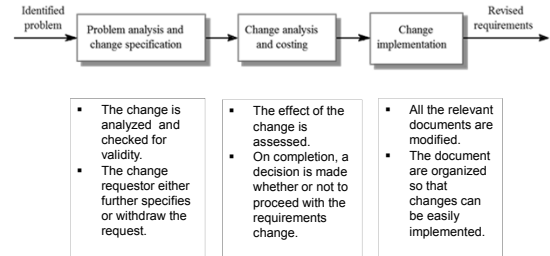 Identified
problem
Problem analysis and
change specification
Change analysis
and costing
Change
implementation
Revised
requirements
▪ The change is
analyzed and
checked for
validity.
▪ The change
requestor either
further specifies
or withdraw the
request.
▪ The effect of the
change is
assessed.
▪ On completion, a
decision is made
whether or not to
proceed with the
requirements
change.
▪ All the relevant
documents are
modified.
▪ The document
are organized
so that
changes can
be easily
implemented.